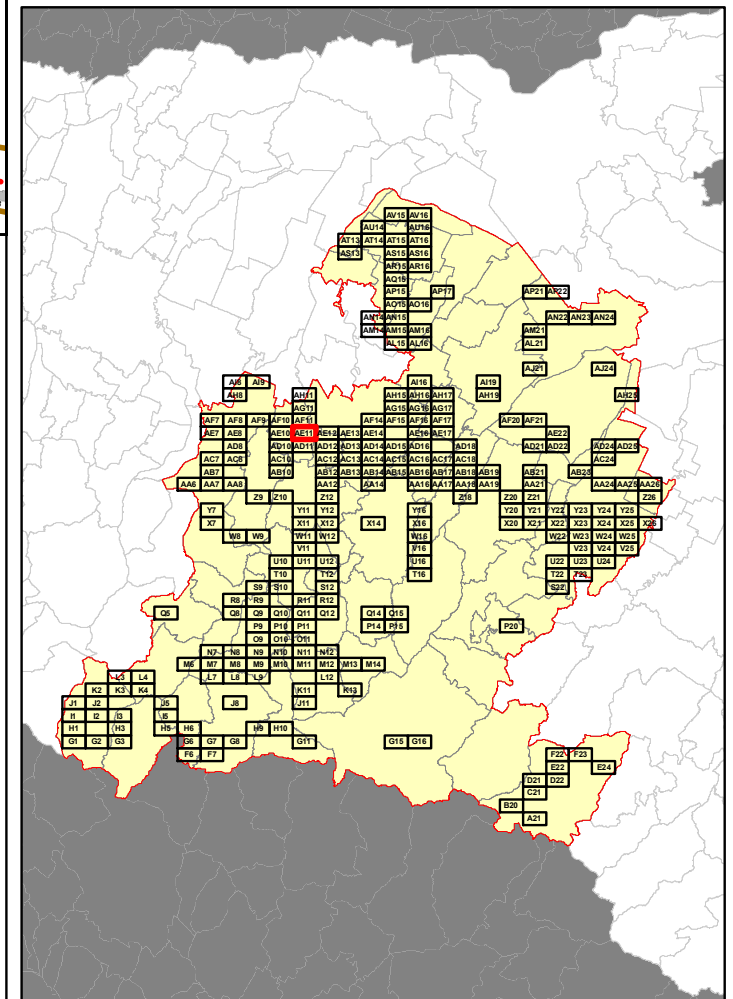 AV15 AV16
AU14 AU16
AT13 AT14 AT15 AT16
AS13 AS15 AS16
AR15 AR16
AQ15
AP15 AP17 AP21 AP22
AO15 AO16
AN14 AN15 AN22 AN23 AN24
AM14 AM15 AM16 AM21
AL15 AL16 AL21
AJ21 AJ24
AI8 AI9 AI16 AI19
AH8 AH11 AH15 AH16 AH17 AH19 AH25
AG11 AG15 AG16 AG17
AF7 AF8 AF9 AF10 AF11 AF14 AF15 AF16 AF17 AF20 AF21
AE7 AE8 AE10 AE11 AE12 AE13 AE14 AE16 AE17 AE22
AD8 AD10 AD11 AD12 AD13 AD14 AD15 AD16 AD18 AD21 AD22 AD24 AD25
AC7 AC8 AC10 AC12 AC13 AC14 AC15 AC16 AC17 AC18 AC24
AB7 AB10 AB12 AB13 AB14 AB15 AB16 AB17 AB18 AB19 AB21 AB23
AA6 AA7 AA8 AA12 AA14 AA16 AA17 AA18 AA19 AA21 AA24 AA25 AA26
Z9 Z10 Z12 Z18 Z20 Z21 Z26
Y7 Y11 Y12 Y16 Y20 Y21 Y22 Y23 Y24 Y25
X7 X11 X12 X14 X16 X20 X21 X22 X23 X24 X25 X26
W8 W9 W11 W12 W16 W22 W23 W24 W25
V11 V16 V23 V24 V25
U10 U11 U12 U16 U22 U23 U24
T10 T12 T16 T22 T23
S9 S10 S12 S22
R8 R9 R11 R12
Q5 Q8 Q9 Q10 Q11 Q12 Q14 Q15
P9 P10 P11 P14 P15 P20
O9 O10 O11
N7 N8 N9 N10 N11 N12
M6 M7 M8 M9 M10 M11 M12 M13 M14
L3 L4 L7 L8 L9 L12
K2 K3 K4 K11 K13
J1 J2 J5 J8 J11
I1 I2 I3 I5
H1 H3 H5 H6 H9 H10
G1 G2 G3 G6 G7 G8 G11 G15 G16
F6 F7 F22 F23
E22 E24
D21 D22
C21
B20
A21